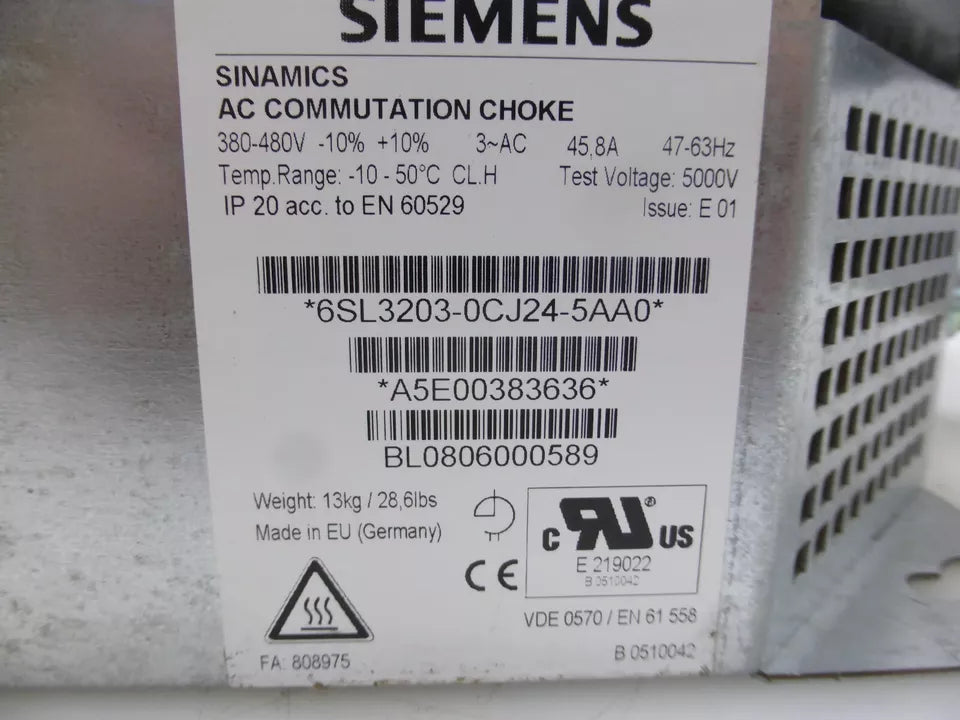 SIEMENS
SINAMICS
AC COMMUTATION CHOKE
380-480V -10% +10% 3~AC 45,8A 47-63Hz
Temp.Range: -10 - 50°C CL.H Test Voltage: 5000V
IP 20 acc. to EN 60529 Issue: E 01
*6SL3203-0CJ24-5AA0*
*A5E00383636*
BL0806000589
Weight: 13kg / 28,6lbs
Made in EU (Germany)
c RU ® US
E 219022
B 0510042
CE
VDE 0570 / EN 61 558
FA: 808975 B 0510042